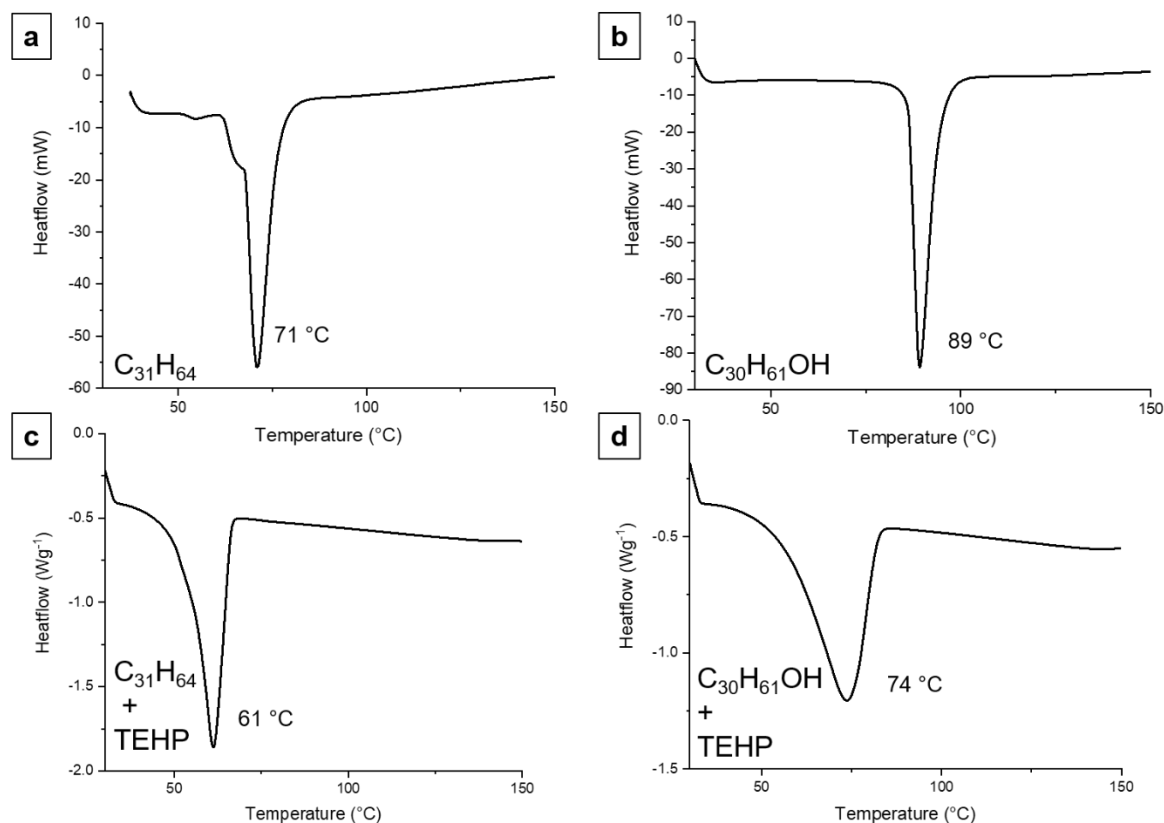 a
10
0
-10
-20
-30
-40
-50
-60
Heatflow (mW)
71 °C
C₃₁H₆₄
50
100
150
Temperature (°C)
b
10
0
-10
-20
-30
-40
-50
-60
-70
-80
-90
Heatflow (mW)
89 °C
C₃₀H₆₁OH
50
100
150
Temperature (°C)
c
0.0
-0.5
-1.0
-1.5
-2.0
Heatflow (Wg⁻¹)
C₃₁H₆₄
+
TEHP
61 °C
50
100
150
Temperature (°C)
d
0.0
-0.5
-1.0
-1.5
Heatflow (Wg⁻¹)
C₃₀H₆₁OH
+
TEHP
74 °C
50
100
150
Temperature (°C)